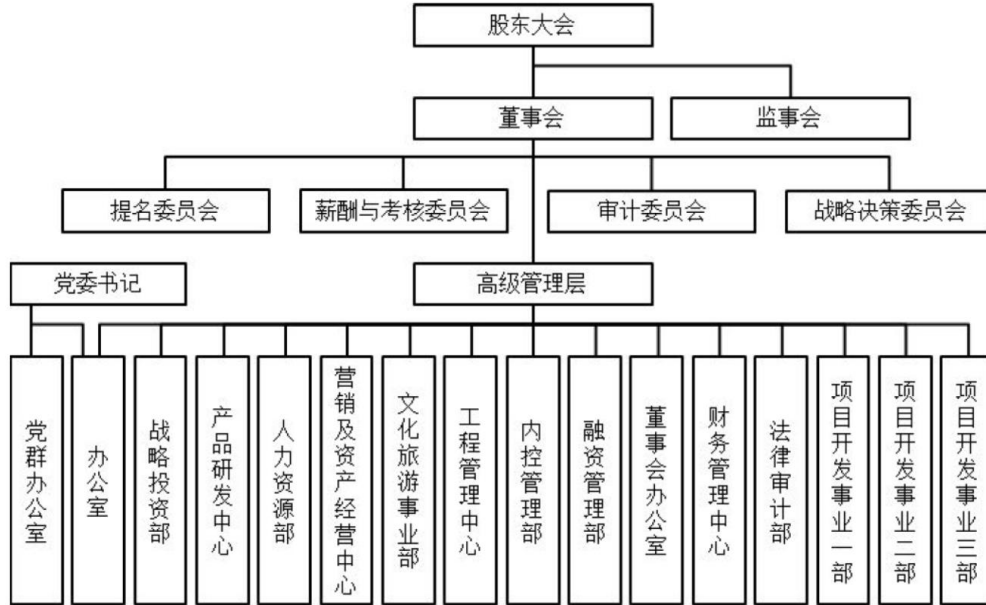 股东大会
董事会
监事会
提名委员会
薪酬与考核委员会
审计委员会
战略决策委员会
党委书记
高级管理层
党群办公室
办公室
战略投资部
产品研发中心
人力资源部
营销及资产经营中心
文化旅游事业部
工程管理中心
内控管理部
融资管理部
董事会办公室
财务管理中心
法律审计部
项目开发事业一部
项目开发事业二部
项目开发事业三部